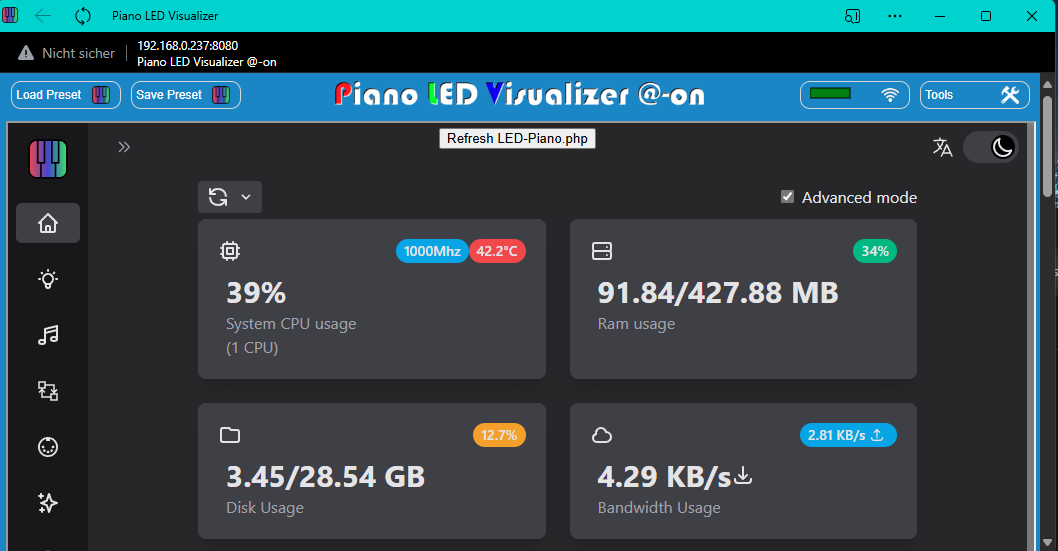 Piano LED Visualizer
Nicht sicher
192.168.0.237:8080
Piano LED Visualizer @-on
Load Preset
Save Preset
Piano LED Visualizer @-on
Tools
Refresh LED-Piano.php
Advanced mode
1000Mhz 42.2°C
39%
System CPU usage
(1 CPU)
34%
91.84/427.88 MB
Ram usage
12.7%
3.45/28.54 GB
Disk Usage
2.81 KB/s
4.29 KB/s
Bandwidth Usage